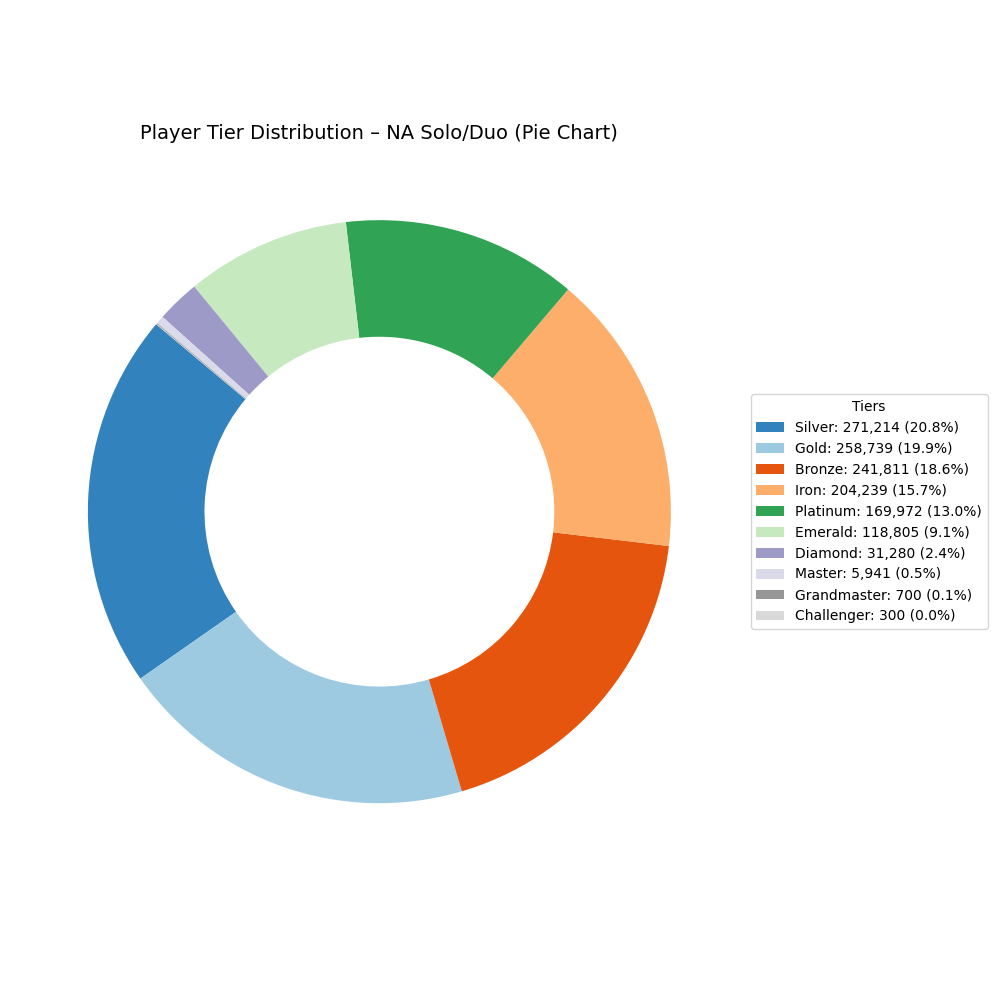 Player Tier Distribution – NA Solo/Duo (Pie Chart)
Tiers
Silver: 271,214 (20.8%)
Gold: 258,739 (19.9%)
Bronze: 241,811 (18.6%)
Iron: 204,239 (15.7%)
Platinum: 169,972 (13.0%)
Emerald: 118,805 (9.1%)
Diamond: 31,280 (2.4%)
Master: 5,941 (0.5%)
Grandmaster: 700 (0.1%)
Challenger: 300 (0.0%)